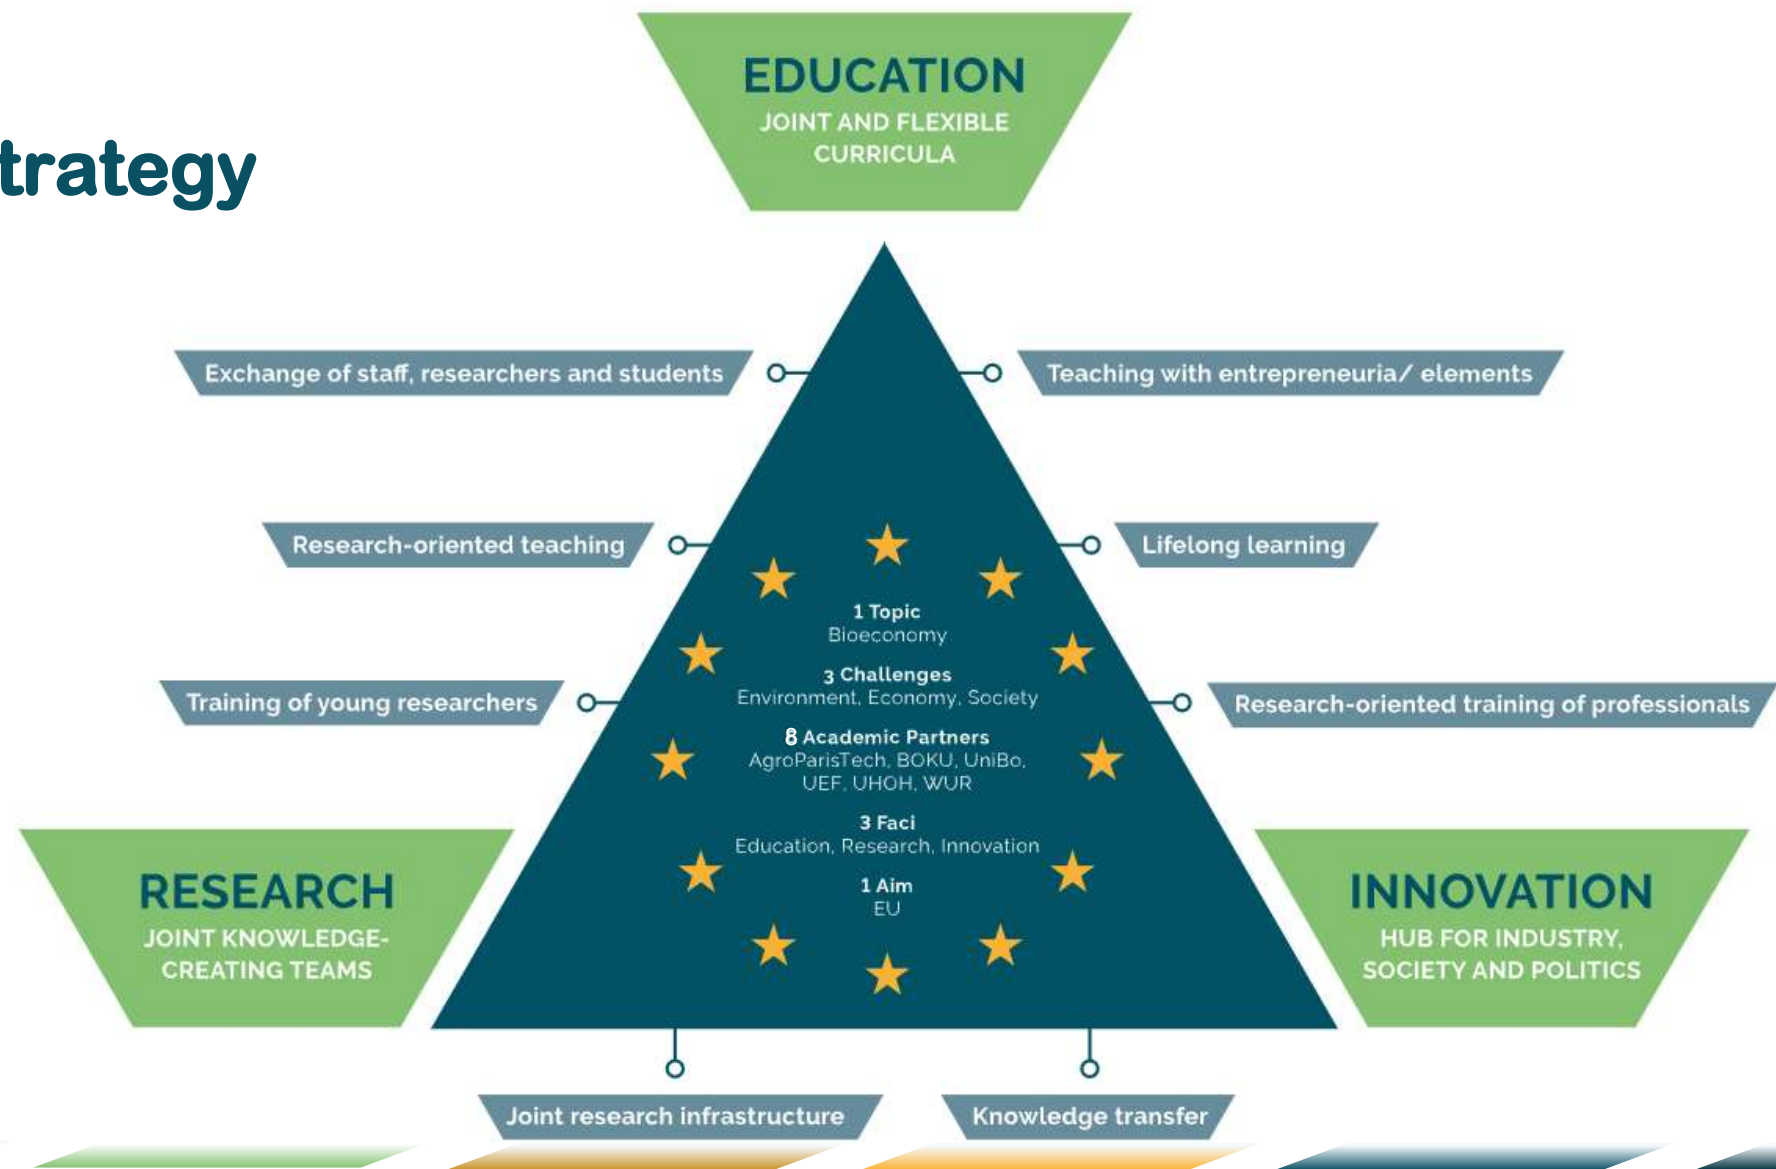 EDUCATION
JOINT AND FLEXIBLE
CURRICULA
trategy
Exchange of staff, researchers and students
Teaching with entrepreneuria/ elements
Research-oriented teaching
Lifelong learning
1 Topic
Bioeconomy
3 Challenges
Environment, Economy, Society
Training of young researchers
Research-oriented training of professionals
8 Academic Partners
AgroParisTech, BOKU, UniBo,
UEF, UHOH, WUR
3 Faci
Education, Research, Innovation
1 Aim
EU
RESEARCH
JOINT KNOWLEDGE-
CREATING TEAMS
INNOVATION
HUB FOR INDUSTRY,
SOCIETY AND POLITICS
Joint research infrastructure
Knowledge transfer